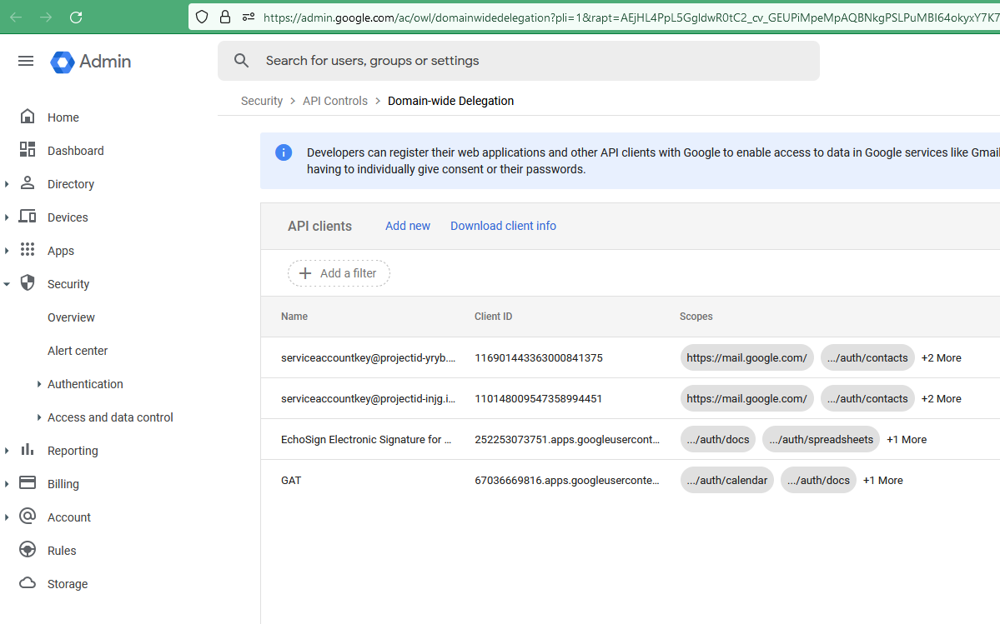 https://admin.google.com/ac/owl/domainwidedelegation?pli=1&rapt=AEjHL4PpL5GgldwR0tC2_cv_GEUPiMpeMpAQBNkgPSLPuMBI64okyxY7K7
Admin
Search for users, groups or settings
Security > API Controls > Domain-wide Delegation
Home
Dashboard
Directory
Devices
Apps
Security
Overview
Alert center
Authentication
Access and data control
Reporting
Billing
Account
Rules
Storage
Developers can register their web applications and other API clients with Google to enable access to data in Google services like Gmail
having to individually give consent or their passwords.
API clients Add new Download client info
+ Add a filter
Name Client ID Scopes
serviceaccountkey@projectid-yryb.... 116901443363000841375 https://mail.google.com/ .../auth/contacts +2 More
serviceaccountkey@projectid-injg.i... 110148009547358994451 https://mail.google.com/ .../auth/contacts +2 More
EchoSign Electronic Signature for ... 252253073751.apps.googleusercont... .../auth/docs .../auth/spreadsheets +1 More
GAT 67036669816.apps.googleuserconte... .../auth/calendar .../auth/docs +1 More